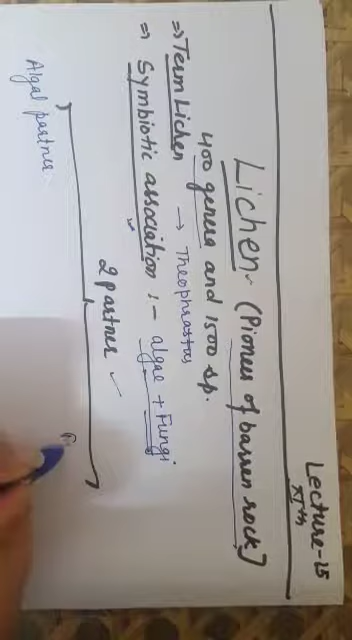 Lecture-25
XIth
Lichen (Pioneer of barren rock)
400 genera and 1500 sp.
⇒ Term Lichen → Theophrastus
⇒ Symbiotic association :- algae + Fungi
2 partner ✓
Algal partner